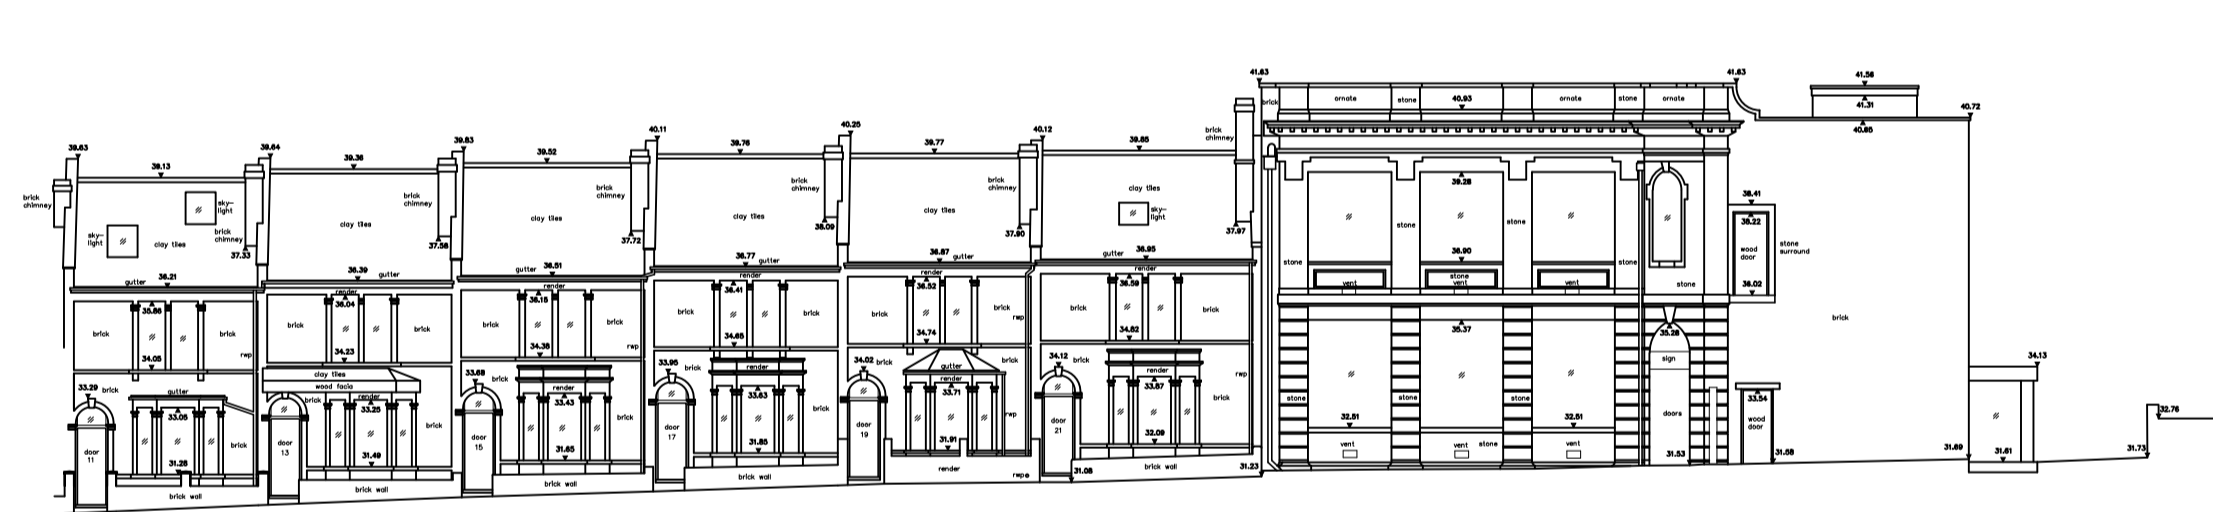 41.63
41.63
41.56
41.31
40.72
40.85
brick
ornate
stone
40.93
ornate
stone
ornate
39.63
39.13
39.64
39.36
39.83
39.52
40.11
39.76
40.25
39.77
40.12
39.85
brick
chimney
brick
chimney
sky-
light
sky-
light
clay tiles
brick
chimney
37.33
clay tiles
brick
chimney
37.58
clay tiles
brick
chimney
37.72
clay tiles
brick
chimney
38.09
clay tiles
brick
chimney
37.90
clay tiles
sky-
light
37.97
gutter
36.21
36.39
gutter
gutter
36.51
36.77
gutter
36.87
gutter
gutter
36.95
render
render
render
render
brick
35.86
brick
34.05
rwp
brick
36.04
brick
34.23
brick
36.15
brick
34.36
rwp
brick
36.41
brick
34.65
brick
36.52
brick
rwp
34.74
brick
36.59
brick
34.82
33.29
brick
gutter
33.05
brick
31.26
door
11
brick wall
clay tiles
wood facia
brick
render
33.25
brick
31.49
door
13
brick wall
33.68
brick
render
33.43
brick
31.65
door
15
brick wall
33.95
brick
render
33.63
brick
31.85
door
17
brick wall
34.02
brick
gutter
render
33.71
brick
rwp
31.91
door
19
render
rwpe
34.12
brick
render
33.87
rwp
brick
32.09
door
21
31.08
brick wall
31.23
39.28
stone
stone
36.90
stone
stone
vent
stone
vent
vent
stone
38.41
38.22
wood
door
stone
surround
36.02
brick
35.37
35.28
sign
stone
stone
stone
32.51
32.51
vent
vent
stone
vent
doors
31.53
33.54
wood
door
31.58
34.13
31.69
31.61
32.76
31.73